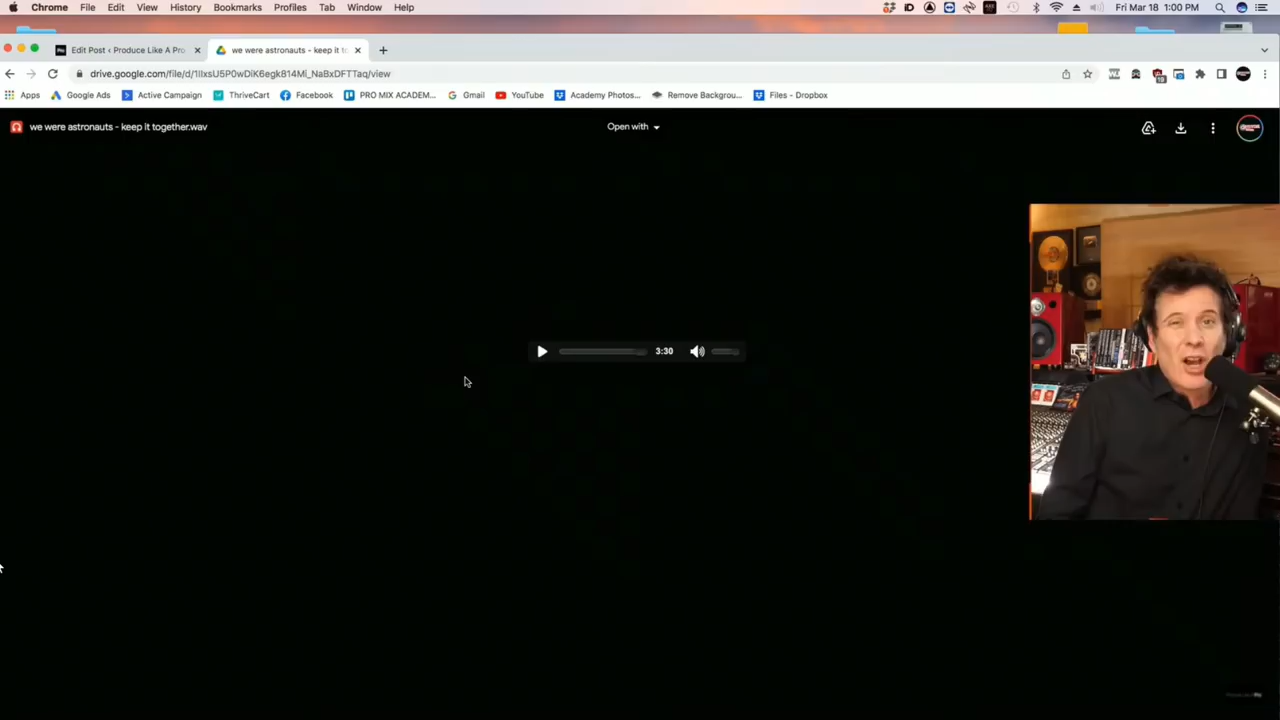 Chrome File Edit View History Bookmarks Profiles Tab Window Help Fri Mar 18 1:00 PM
Edit Post ‹ Produce Like A Pro we were astronauts - keep it to
drive.google.com/file/d/1IIxsU5P0wDiK6egk814Mi_NaBxDFTTaq/view
Apps Google Ads Active Campaign ThriveCart Facebook PRO MIX ACADEM... Gmail YouTube Academy Photos... Remove Backgrou... Files - Dropbox
we were astronauts - keep it together.wav Open with
3:30